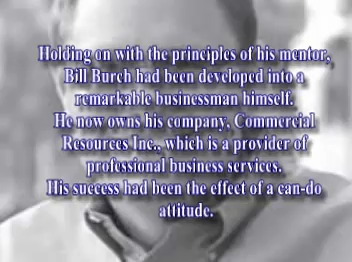 Holding on with the principles of his mentor,
Bill Burch had been developed into a
remarkable businessman himself.
He now owns his company, Commercial
Resources Inc., which is a provider of
professional business services.
His success had been the effect of a can-do
attitude.